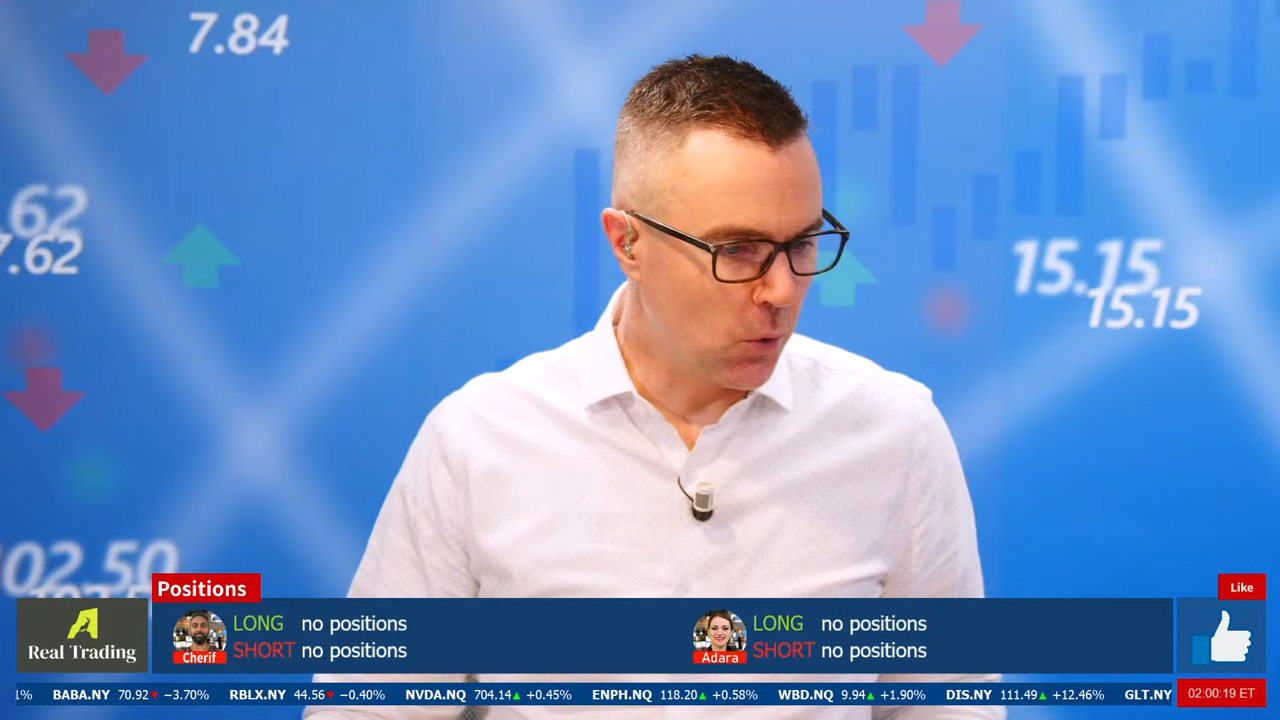 7.84
.62
7.62
15.15
15.15
102.50
Positions
Like
Real Trading
Cherif
LONG no positions
SHORT no positions
Adara
LONG no positions
SHORT no positions
1% BABA.NY 70.92▼ −3.70% RBLX.NY 44.56▼ −0.40% NVDA.NQ 704.14▲ +0.45% ENPH.NQ 118.20▲ +0.58% WBD.NQ 9.94▲ +1.90% DIS.NY 111.49▲ +12.46% GLT.NY
02:00:19 ET